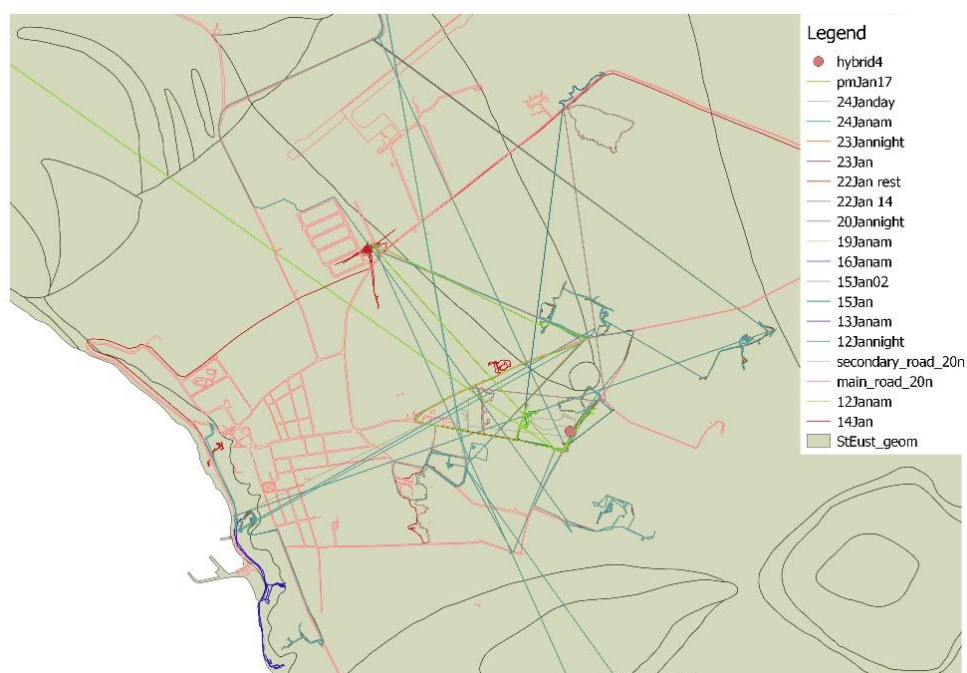 Legend
hybrid4
pmJan17
24Janday
24Janam
23Jannight
23Jan
22Jan rest
22Jan 14
20Jannight
19Janam
16Janam
15Jan02
15Jan
13Janam
12Jannight
secondary_road_20n
main_road_20n
12Janam
14Jan
StEust_geom